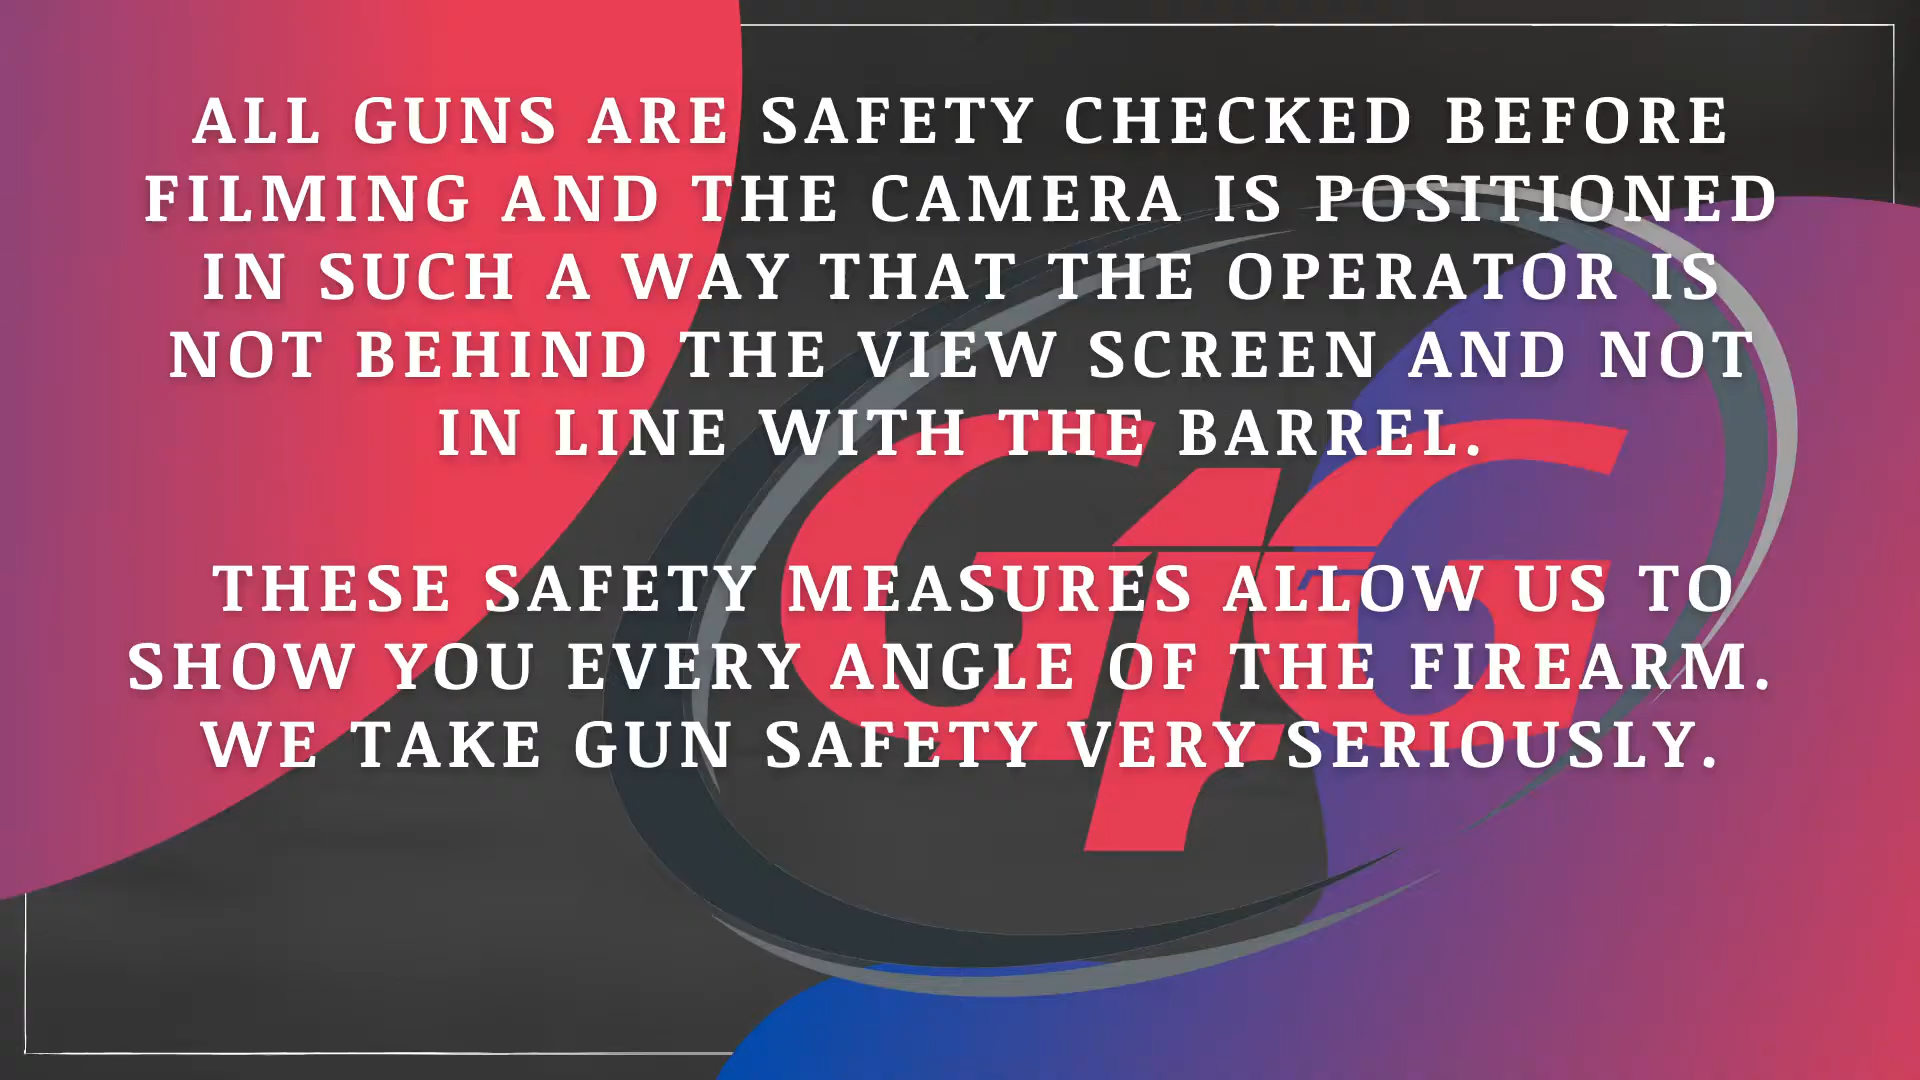 ALL GUNS ARE SAFETY CHECKED BEFORE
FILMING AND THE CAMERA IS POSITIONED
IN SUCH A WAY THAT THE OPERATOR IS
NOT BEHIND THE VIEW SCREEN AND NOT
IN LINE WITH THE BARREL.
THESE SAFETY MEASURES ALLOW US TO
SHOW YOU EVERY ANGLE OF THE FIREARM.
WE TAKE GUN SAFETY VERY SERIOUSLY.
G1G